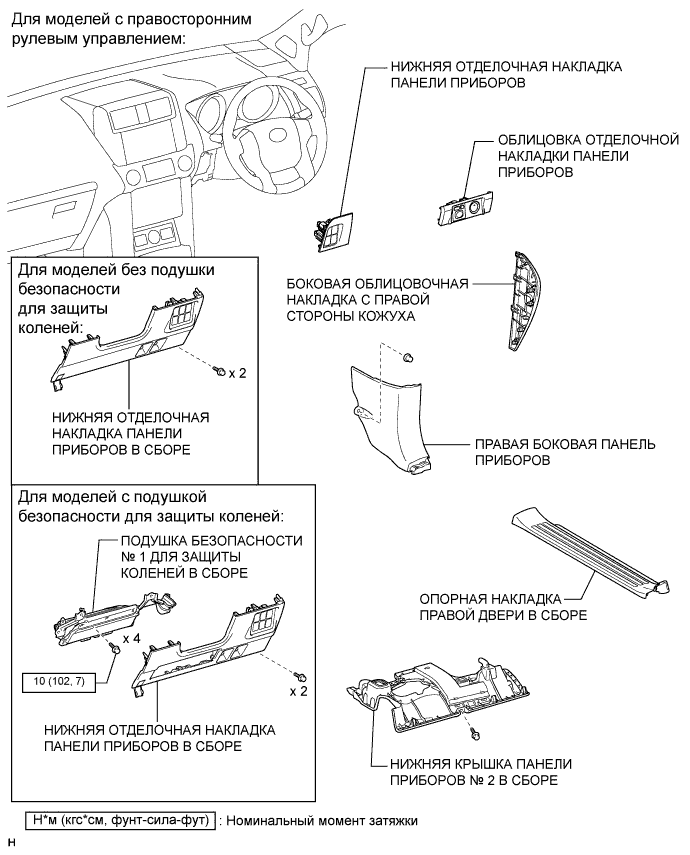 Для моделей с правосторонним
рулевым управлением:
НИЖНЯЯ ОТДЕЛОЧНАЯ НАКЛАДКА
ПАНЕЛИ ПРИБОРОВ
ОБЛИЦОВКА ОТДЕЛОЧНОЙ
НАКЛАДКИ ПАНЕЛИ
ПРИБОРОВ
Для моделей без подушки
безопасности
для защиты
коленей:
x 2
НИЖНЯЯ ОТДЕЛОЧНАЯ
НАКЛАДКА ПАНЕЛИ
ПРИБОРОВ В СБОРЕ
БОКОВАЯ ОБЛИЦОВОЧНАЯ
НАКЛАДКА С ПРАВОЙ
СТОРОНЫ КОЖУХА
ПРАВАЯ БОКОВАЯ ПАНЕЛЬ
ПРИБОРОВ
Для моделей с подушкой
безопасности для защиты коленей:
ПОДУШКА БЕЗОПАСНОСТИ
№ 1 ДЛЯ ЗАЩИТЫ
КОЛЕНЕЙ В СБОРЕ
x 4
10 (102, 7)
x 2
НИЖНЯЯ ОТДЕЛОЧНАЯ НАКЛАДКА
ПАНЕЛИ ПРИБОРОВ В СБОРЕ
ОПОРНАЯ НАКЛАДКА
ПРАВОЙ ДВЕРИ В СБОРЕ
НИЖНЯЯ КРЫШКА ПАНЕЛИ
ПРИБОРОВ № 2 В СБОРЕ
Н*м (кгс*см, фунт-сила-фут) : Номинальный момент затяжки
H